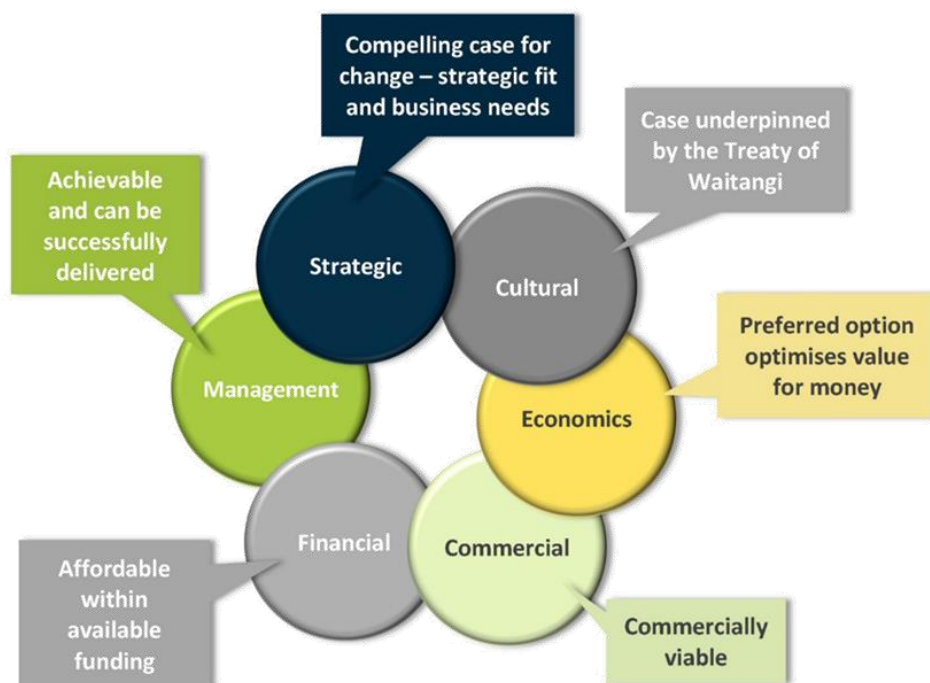 Compelling case for
change – strategic fit
and business needs
Case underpinned
by the Treaty of
Waitangi
Achievable
and can be
successfully
delivered
Strategic
Cultural
Preferred option
optimises value
for money
Management
Economics
Financial
Commercial
Affordable
within
available
funding
Commercially
viable